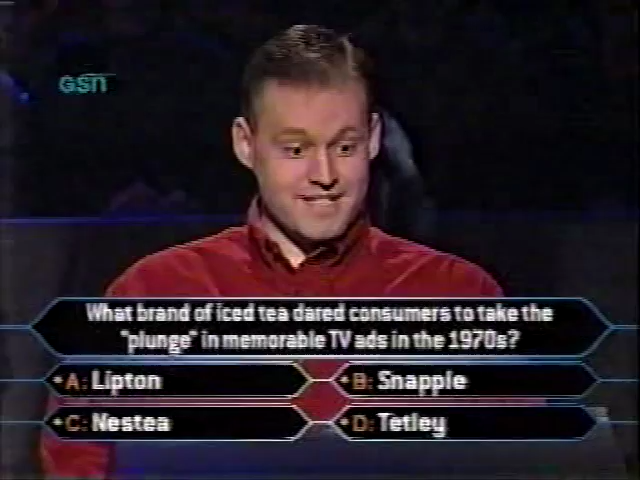 GSN
What brand of iced tea dared consumers to take the
"plunge" in memorable TV ads in the 1970s?
A: Lipton
B: Snapple
C: Nestea
D: Tetley